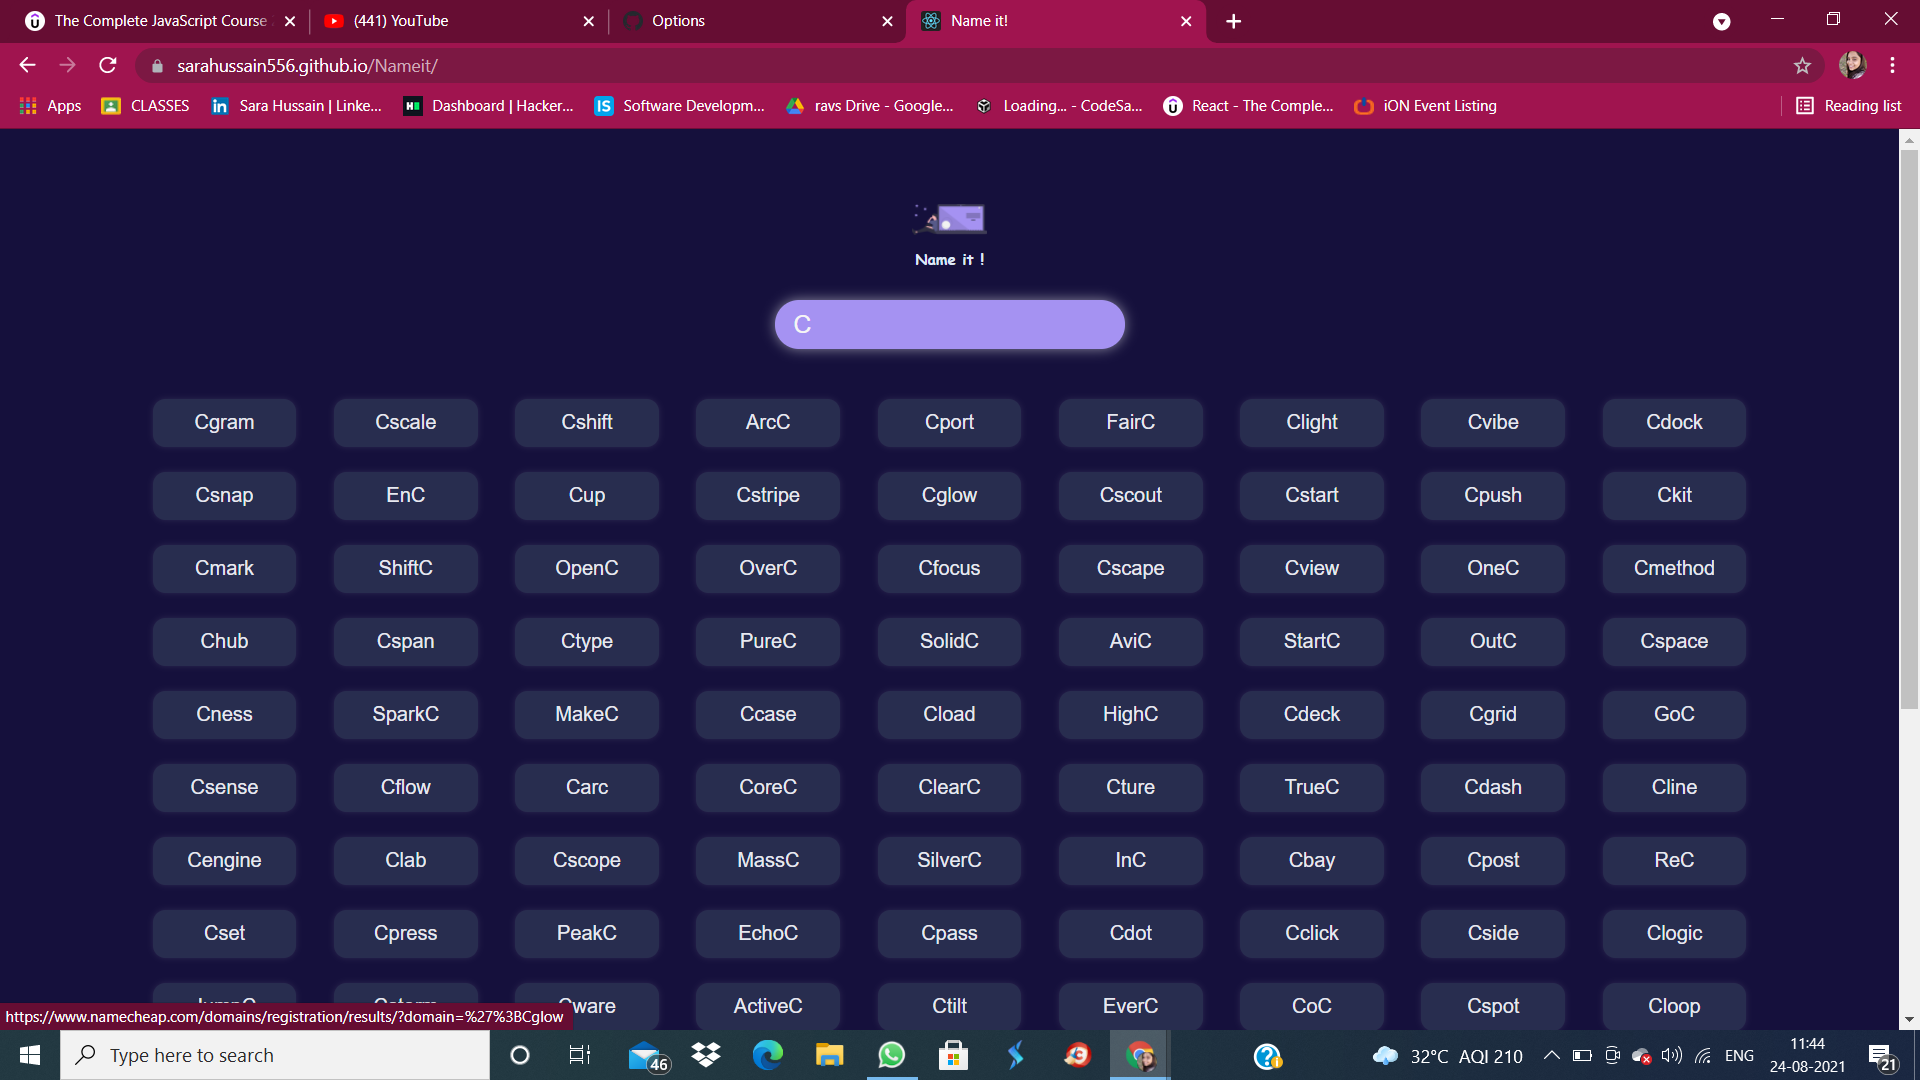 The Complete JavaScript Course
(441) YouTube
Options
Name it!
sarahussain556.github.io/Nameit/
Apps
CLASSES
Sara Hussain | Linke...
Dashboard | Hacker...
Software Developm...
ravs Drive - Google...
Loading... - CodeSa...
React - The Comple...
iON Event Listing
Reading list
Name it !
C
Cgram Cscale Cshift ArcC Cport FairC Clight Cvibe Cdock
Csnap EnC Cup Cstripe Cglow Cscout Cstart Cpush Ckit
Cmark ShiftC OpenC OverC Cfocus Cscape Cview OneC Cmethod
Chub Cspan Ctype PureC SolidC AviC StartC OutC Cspace
Cness SparkC MakeC Ccase Cload HighC Cdeck Cgrid GoC
Csense Cflow Carc CoreC ClearC Cture TrueC Cdash Cline
Cengine Clab Cscope MassC SilverC InC Cbay Cpost ReC
Cset Cpress PeakC EchoC Cpass Cdot Cclick Cside Clogic
Cware ActiveC Ctilt EverC CoC Cspot Cloop
https://www.namecheap.com/domains/registration/results/?domain=%27%3BCglow
Type here to search
46
32°C AQI 210
ENG
11:44
24-08-2021
21